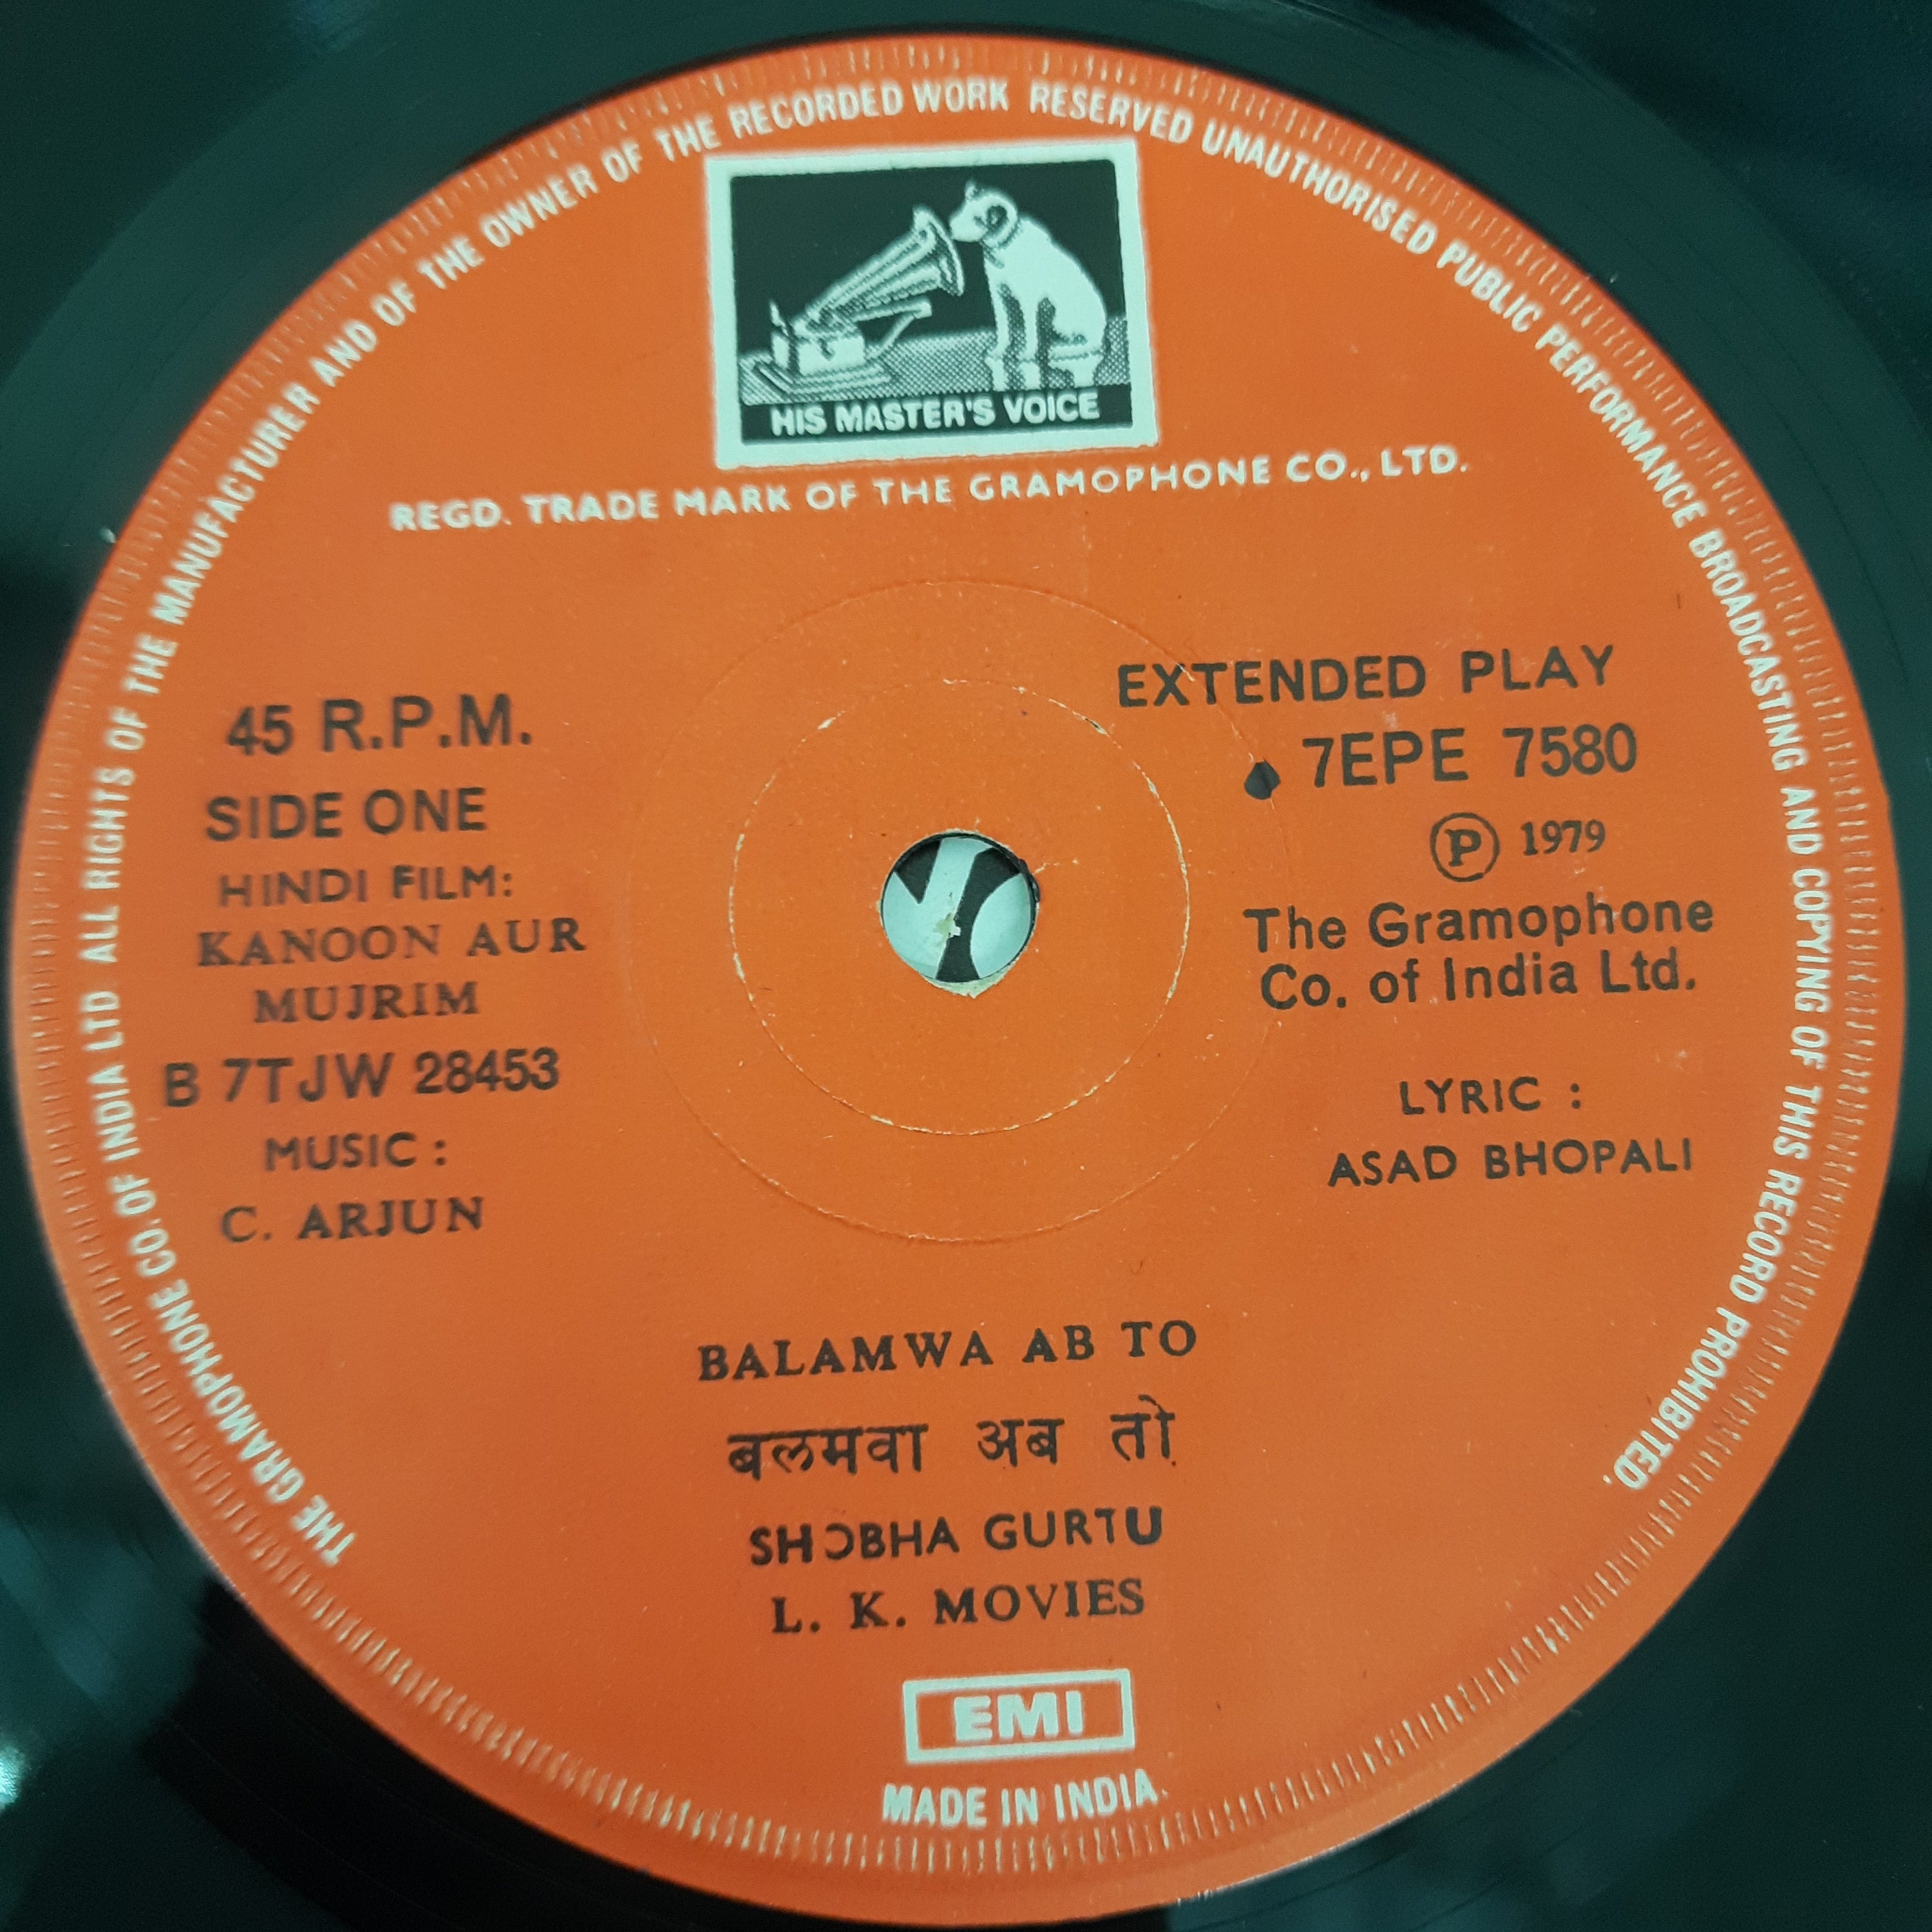 THE GRAMOPHONE CO. OF INDIA LTD ALL RIGHTS OF THE MANUFACTURER AND OF THE OWNER OF THE RECORDED WORK RESERVED UNAUTHORISED PUBLIC PERFORMANCE BROADCASTING AND COPYING OF THIS RECORD PROHIBITED.
HIS MASTER'S VOICE
REGD. TRADE MARK OF THE GRAMOPHONE CO., LTD.
45 R.P.M.
SIDE ONE
HINDI FILM:
KANOON AUR
MUJRIM
B 7TJW 28453
MUSIC :
C. ARJUN
EXTENDED PLAY
7EPE 7580
Ⓟ 1979
The Gramophone
Co. of India Ltd.
LYRIC :
ASAD BHOPALI
BALAMWA AB TO
बलमवा अब तो
SHOBHA GURTU
L. K. MOVIES
EMI
MADE IN INDIA.